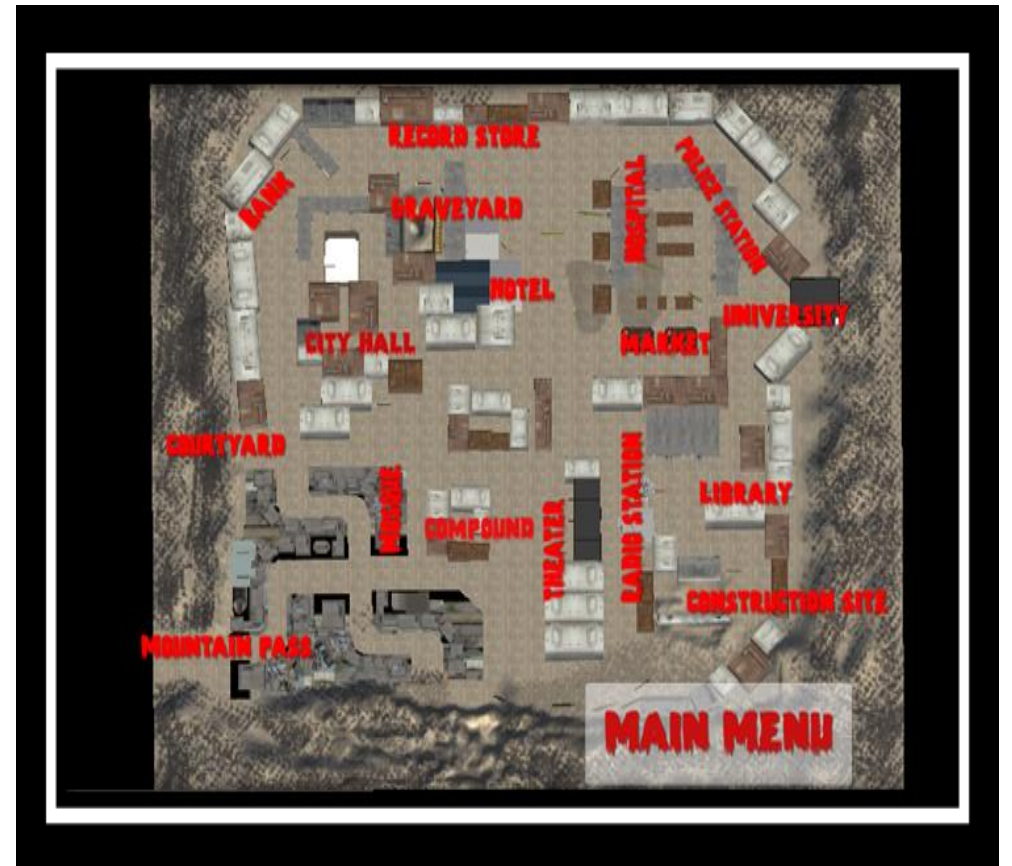 RECORD STORE
POLICE STATION
HOSPITAL
BANK
GRAVEYARD
HOTEL
UNIVERSITY
CITY HALL
MARKET
COURTYARD
MOSQUE
RADIO STATION
LIBRARY
COMPOUND
THEATER
CONSTRUCTION SITE
MOUNTAIN PASS
MAIN MENU